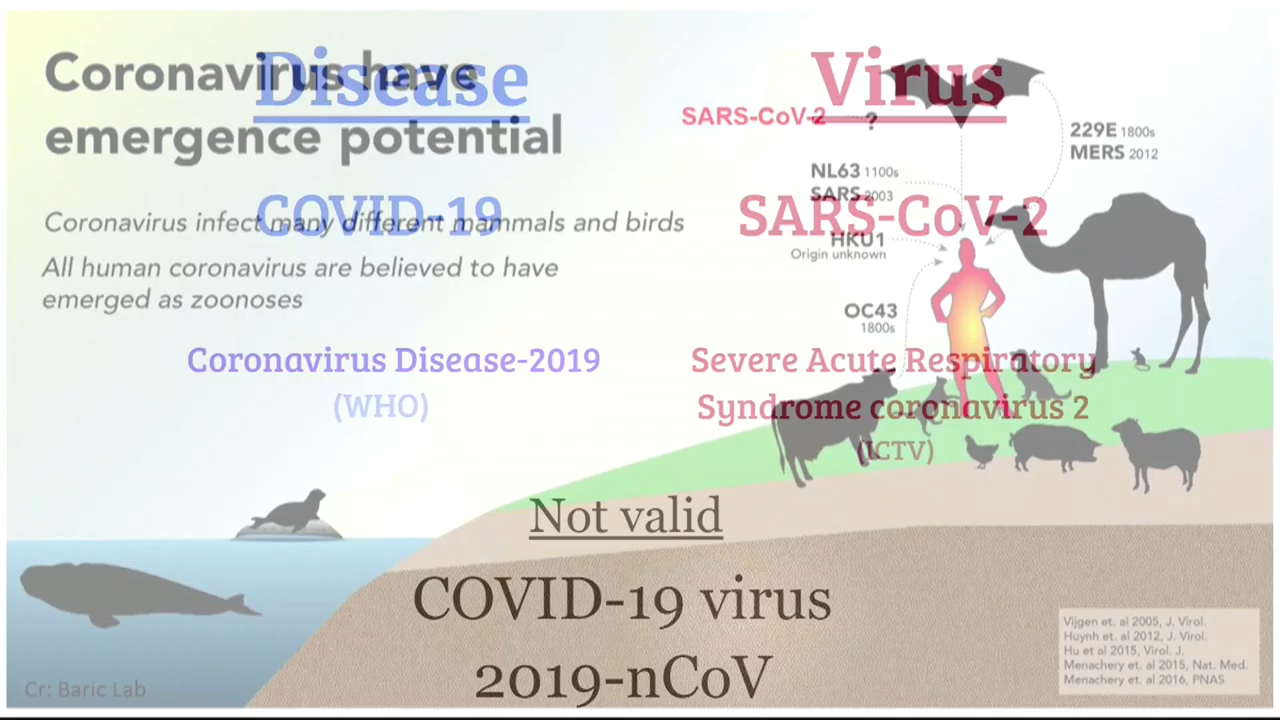 Coronavirus have
emergence potential
Coronavirus infect many different mammals and birds
All human coronavirus are believed to have
emerged as zoonoses
Disease
COVID-19
Coronavirus Disease-2019
(WHO)
Virus
SARS-CoV-2
Severe Acute Respiratory
Syndrome coronavirus 2
(ICTV)
SARS-CoV-2 ?
229E 1800s
MERS 2012
NL63 1100s
SARS 2003
HKU1
Origin unknown
OC43
1800s
Not valid
COVID-19 virus
2019-nCoV
Vijgen et. al 2005, J. Virol.
Huynh et. al 2012, J. Virol.
Hu et al 2015, Virol. J.
Menachery et. al 2015, Nat. Med.
Menachery et. al 2016, PNAS
Cr: Baric Lab